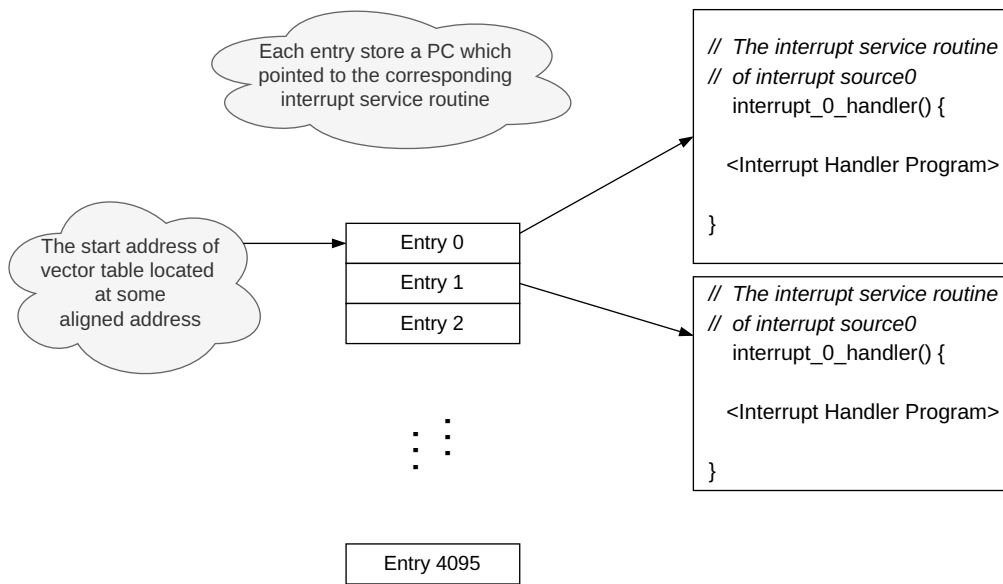 Each entry store a PC which
pointed to the corresponding
interrupt service routine
The start address of
vector table located
at some
aligned address
Entry 0
Entry 1
Entry 2
Entry 4095
// The interrupt service routine
// of interrupt source0
interrupt_0_handler() {
<Interrupt Handler Program>
}
// The interrupt service routine
// of interrupt source0
interrupt_0_handler() {
<Interrupt Handler Program>
}